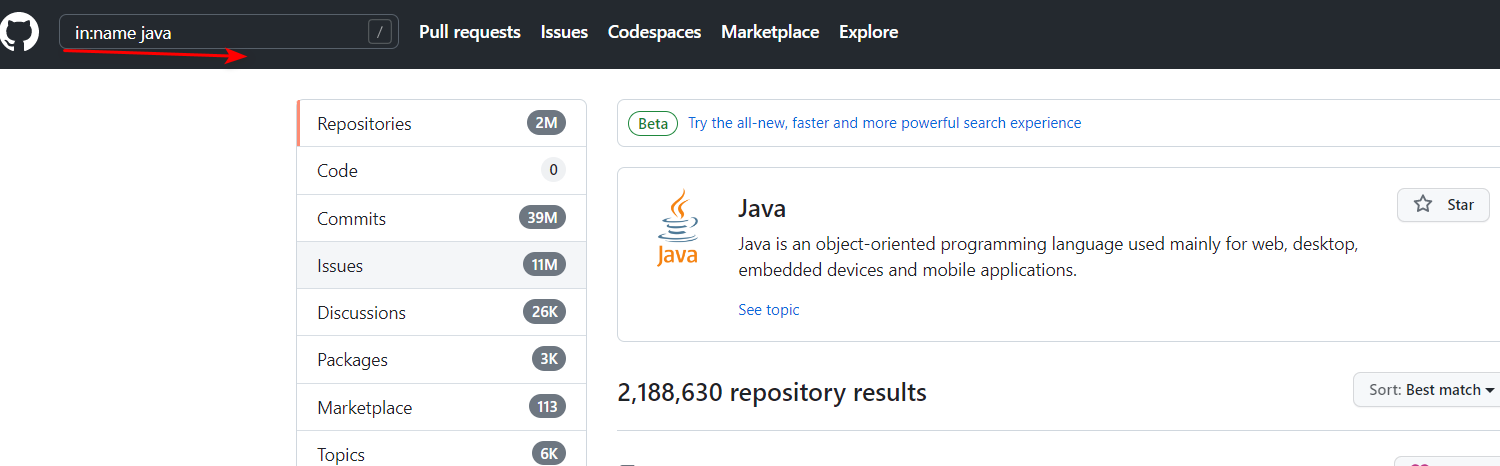 in:name java
/
Pull requests
Issues
Codespaces
Marketplace
Explore
Repositories 2M
Code 0
Commits 39M
Issues 11M
Discussions 26K
Packages 3K
Marketplace 113
Topics 6K
Beta Try the all-new, faster and more powerful search experience
Java
Java
Star
Java is an object-oriented programming language used mainly for web, desktop,
embedded devices and mobile applications.
See topic
2,188,630 repository results
Sort: Best match